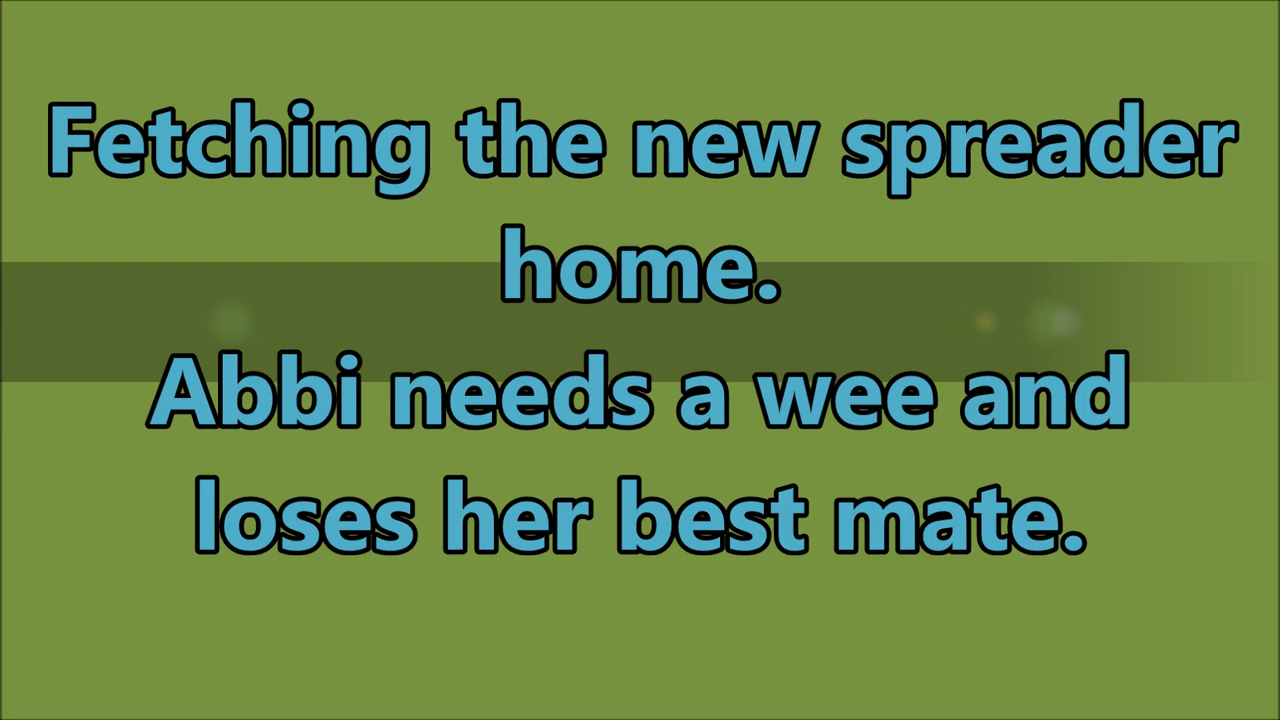 Fetching the new spreader
home.
Abbi needs a wee and
loses her best mate.